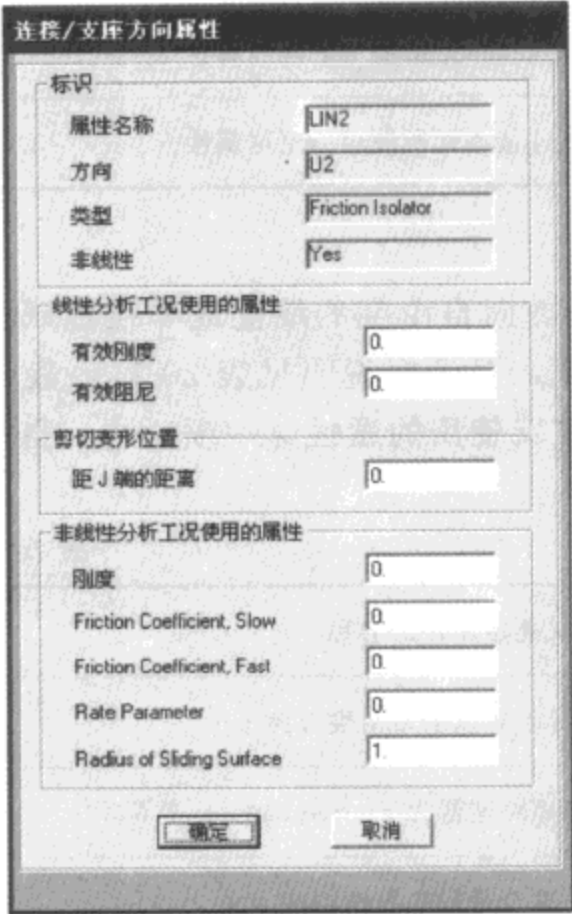 连接/支座方向属性
标识
属性名称 LIN2
方向 U2
类型 Friction Isolator
非线性 Yes
线性分析工况使用的属性
有效刚度 0.
有效阻尼 0.
剪切变形位置
距 J 端的距离 0.
非线性分析工况使用的属性
刚度 0.
Friction Coefficient, Slow 0.
Friction Coefficient, Fast 0.
Rate Parameter 0.
Radius of Sliding Surface 1.
确定 取消